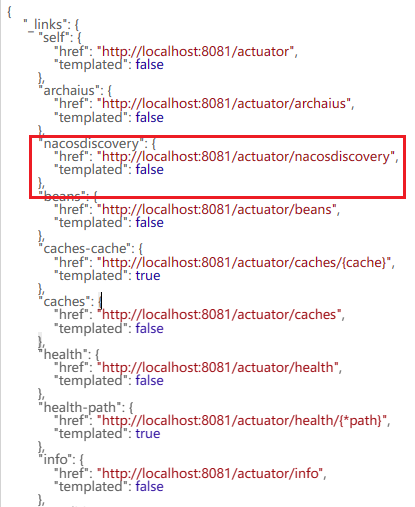 {
"_links": {
"self": {
"href": "http://localhost:8081/actuator",
"templated": false
},
"archaius": {
"href": "http://localhost:8081/actuator/archaius",
"templated": false
},
"nacosdiscovery": {
"href": "http://localhost:8081/actuator/nacosdiscovery",
"templated": false
},
"beans": {
"href": "http://localhost:8081/actuator/beans",
"templated": false
},
"caches-cache": {
"href": "http://localhost:8081/actuator/caches/{cache}",
"templated": true
},
"caches": {
"href": "http://localhost:8081/actuator/caches",
"templated": false
},
"health": {
"href": "http://localhost:8081/actuator/health",
"templated": false
},
"health-path": {
"href": "http://localhost:8081/actuator/health/{*path}",
"templated": true
},
"info": {
"href": "http://localhost:8081/actuator/info",
"templated": false
},